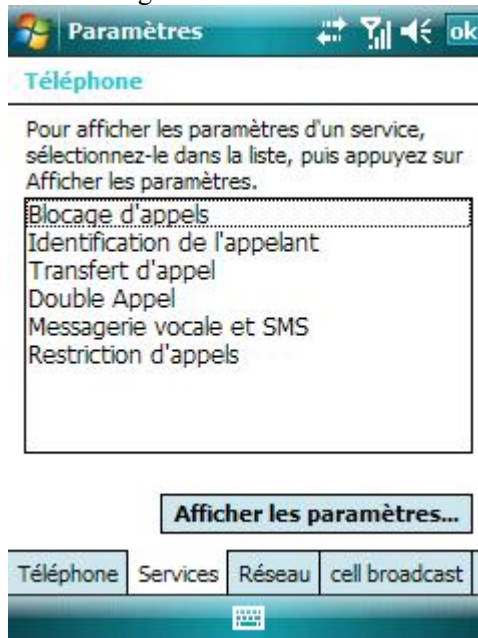 Paramètres ok
Téléphone
Pour afficher les paramètres d'un service,
sélectionnez-le dans la liste, puis appuyez sur
Afficher les paramètres.
Blocage d'appels
Identification de l'appelant
Transfert d'appel
Double Appel
Messagerie vocale et SMS
Restriction d'appels
Afficher les paramètres...
Téléphone Services Réseau cell broadcast